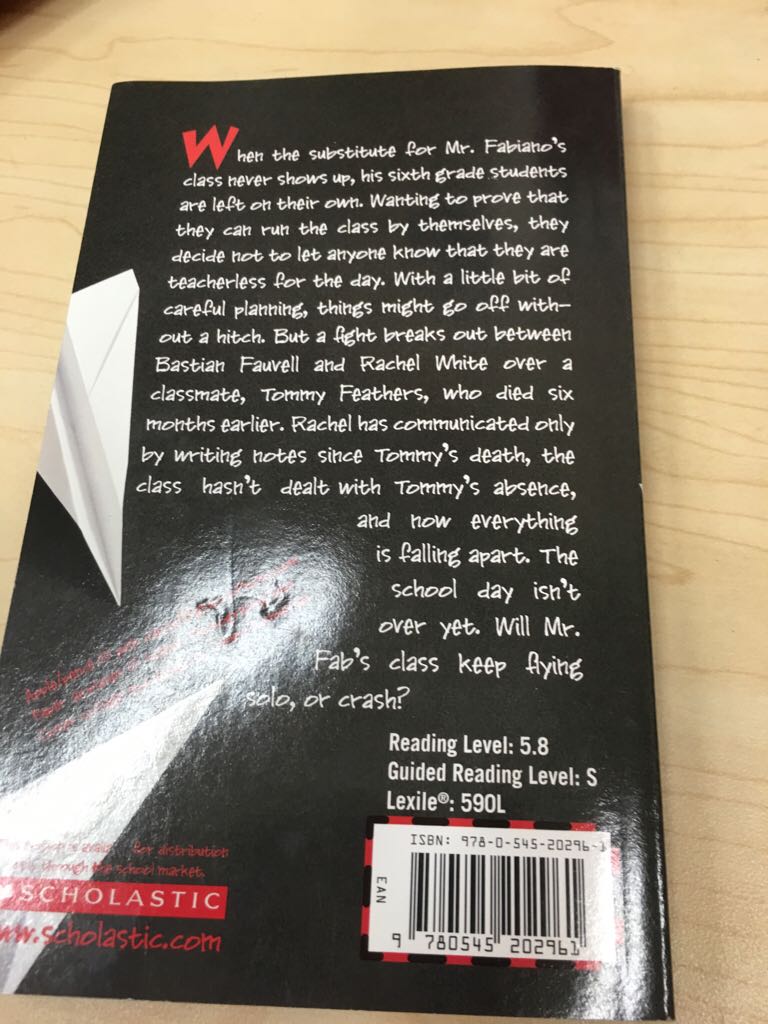 When the substitute for Mr. Fabiano's
class never shows up, his sixth grade students
are left on their own. Wanting to prove that
they can run the class by themselves, they
decide not to let anyone know that they are
teacherless for the day. With a little bit of
careful planning, things might go off with-
out a hitch. But a fight breaks out between
Bastian Fauvell and Rachel White over a
classmate, Tommy Feathers, who died six
months earlier. Rachel has communicated only
by writing notes since Tommy's death, the
class hasn't dealt with Tommy's absence,
and now everything
is falling apart. The
school day isn't
over yet. Will Mr.
Fab's class keep flying
solo, or crash?
Reading Level: 5.8
Guided Reading Level: S
Lexile®: 590L
ISBN: 978-0-545-20296-1
EAN
9 780545 202961
for distribution
through the school market.
SCHOLASTIC
www.scholastic.com